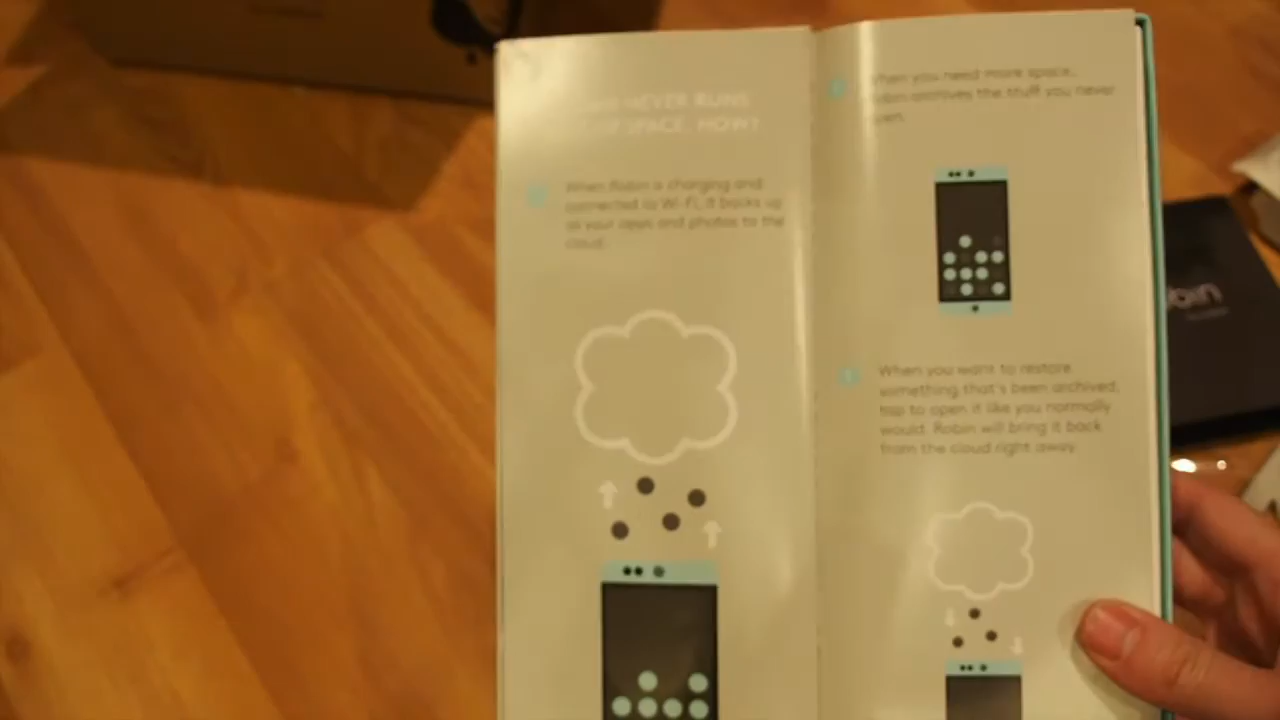 NEVER RUNS
SPACE. HOW?
When Robin is charging and
connected to Wi-Fi, it backs up
all your apps and photos to the
cloud.
When you need more space,
Robin archives the stuff you never
open.
When you want to restore
something that's been archived,
tap to open it like you normally
would. Robin will bring it back
from the cloud right away.